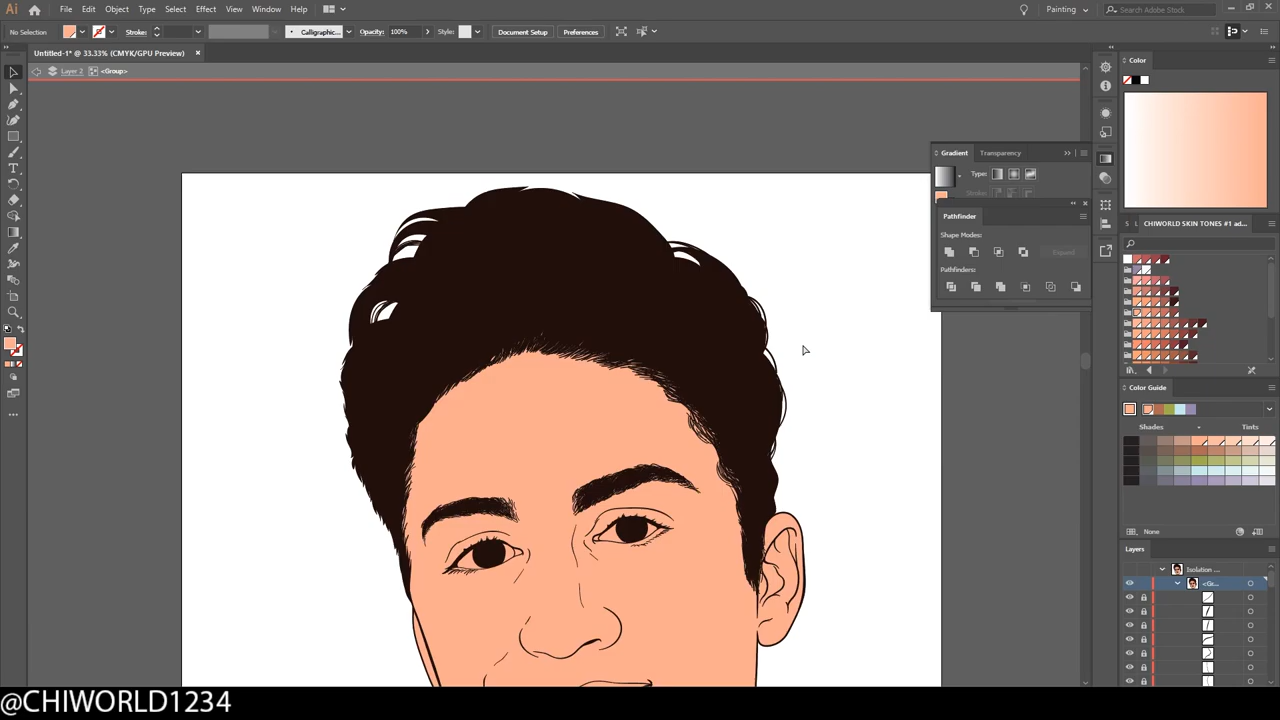 Ai File Edit Object Type Select Effect View Window Help Painting Search Adobe Stock
No Selection Stroke: Calligraphic... Opacity: 100% Style: Document Setup Preferences
Untitled-1* @ 33.33% (CMYK/GPU Preview)
Layer 2 <Group>
Color
Gradient Transparency
Type:
Stroke:
Pathfinder
Shape Modes:
Expand
Pathfinders:
S L CHIWORLD SKIN TONES #1 ad...
Color Guide
Shades Tints
None
Layers
Isolation ...
<Gr...
@CHIWORLD1234